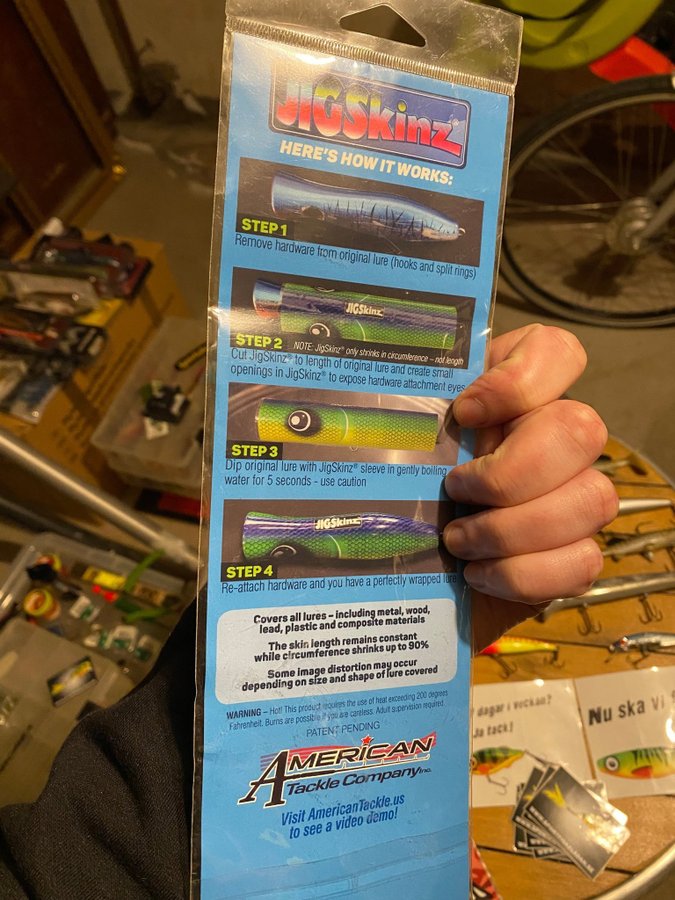 JIGSkinz®
HERE'S HOW IT WORKS:
STEP 1
Remove hardware from original lure (hooks and split rings)
JIGSkinz
STEP 2
NOTE: JigSkinz® only shrinks in circumference – not length
Cut JigSkinz® to length of original lure and create small
openings in JigSkinz® to expose hardware attachment eyes
STEP 3
Dip original lure with JigSkinz® sleeve in gently boiling
water for 5 seconds - use caution
JIGSkinz
STEP 4
Re-attach hardware and you have a perfectly wrapped lure
Covers all lures – including metal, wood,
lead, plastic and composite materials
The skin length remains constant
while circumference shrinks up to 90%
Some image distortion may occur
depending on size and shape of lure covered
WARNING – Hot! This product requires the use of heat exceeding 200 degrees
Fahrenheit. Burns are possible if you are careless. Adult supervision required.
PATENT PENDING
AMERICAN
Tackle Company Inc.
Visit AmericanTackle.us
to see a video demo!
dagar i veckan?
Ja tack!
Nu ska Vi